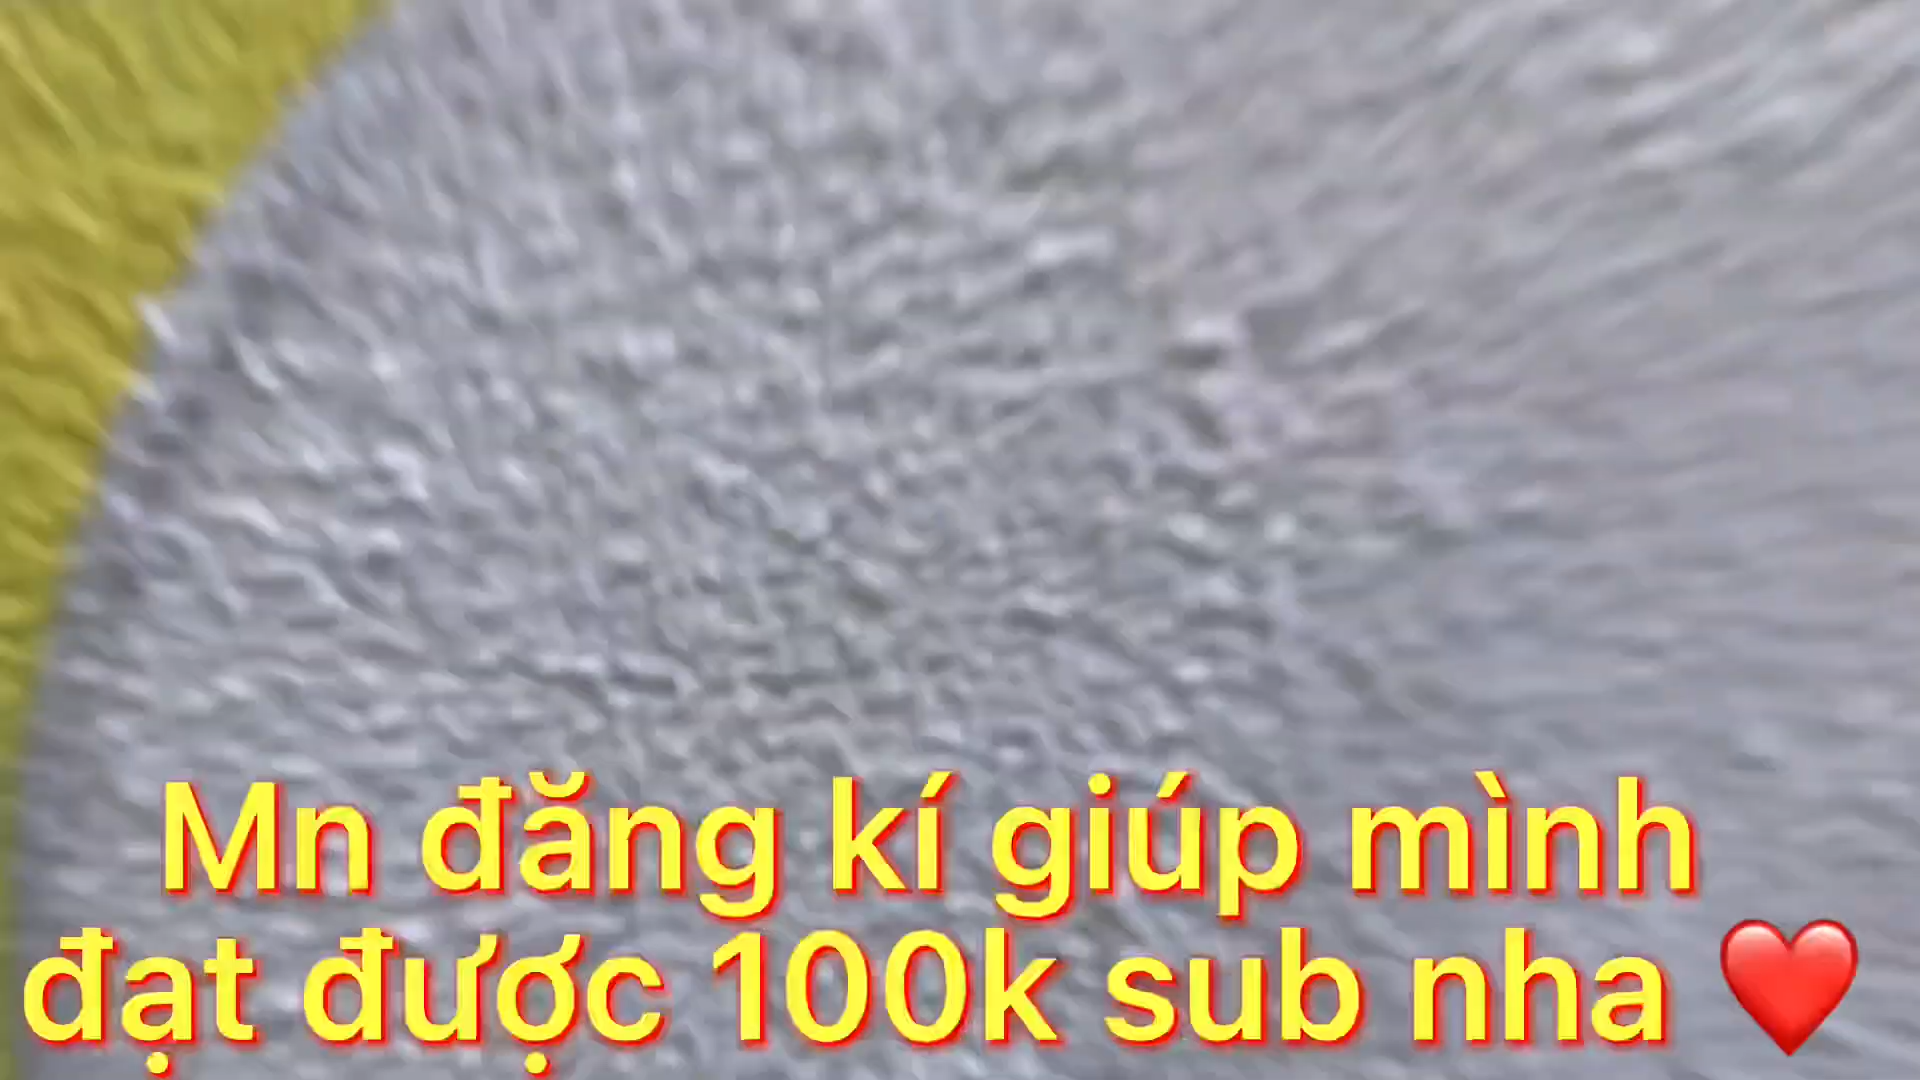 Mn đăng kí giúp mình
đạt được 100k sub nha ❤️